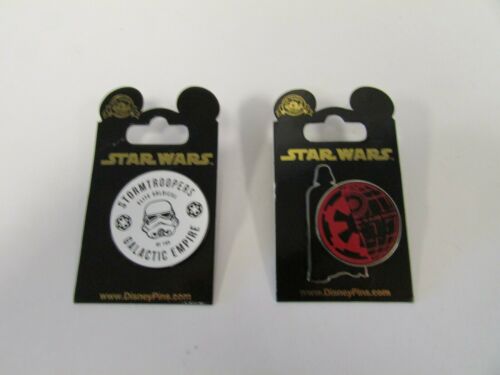 STAR WARS
STORMTROOPERS
ELITE SOLDIERS
OF THE
GALACTIC EMPIRE
www.DisneyPins.com
STAR WARS
www.DisneyPins.com